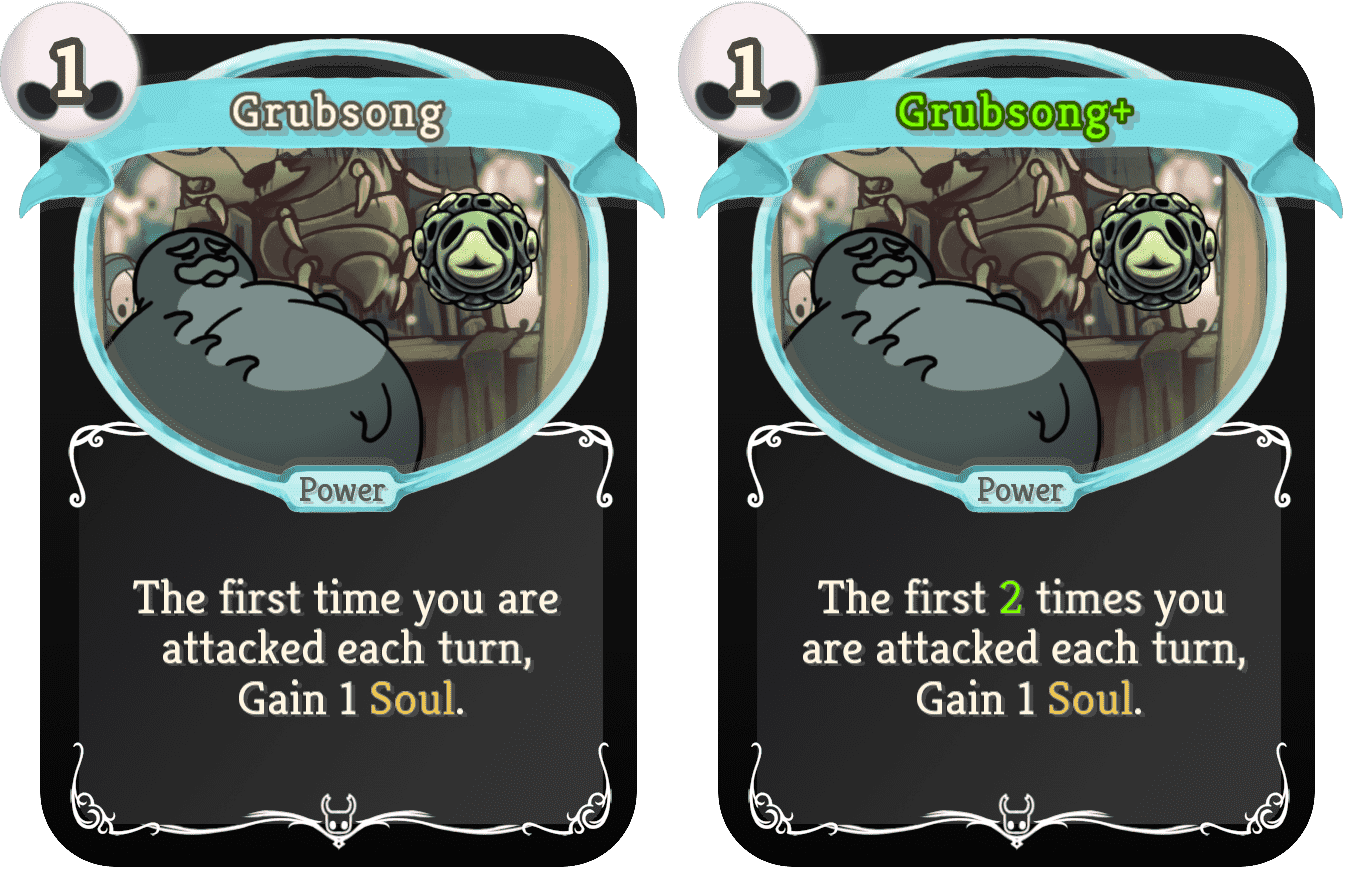 1
Grubsong
Power
The first time you are
attacked each turn,
Gain 1 Soul.
1
Grubsong+
Power
The first 2 times you
are attacked each turn,
Gain 1 Soul.